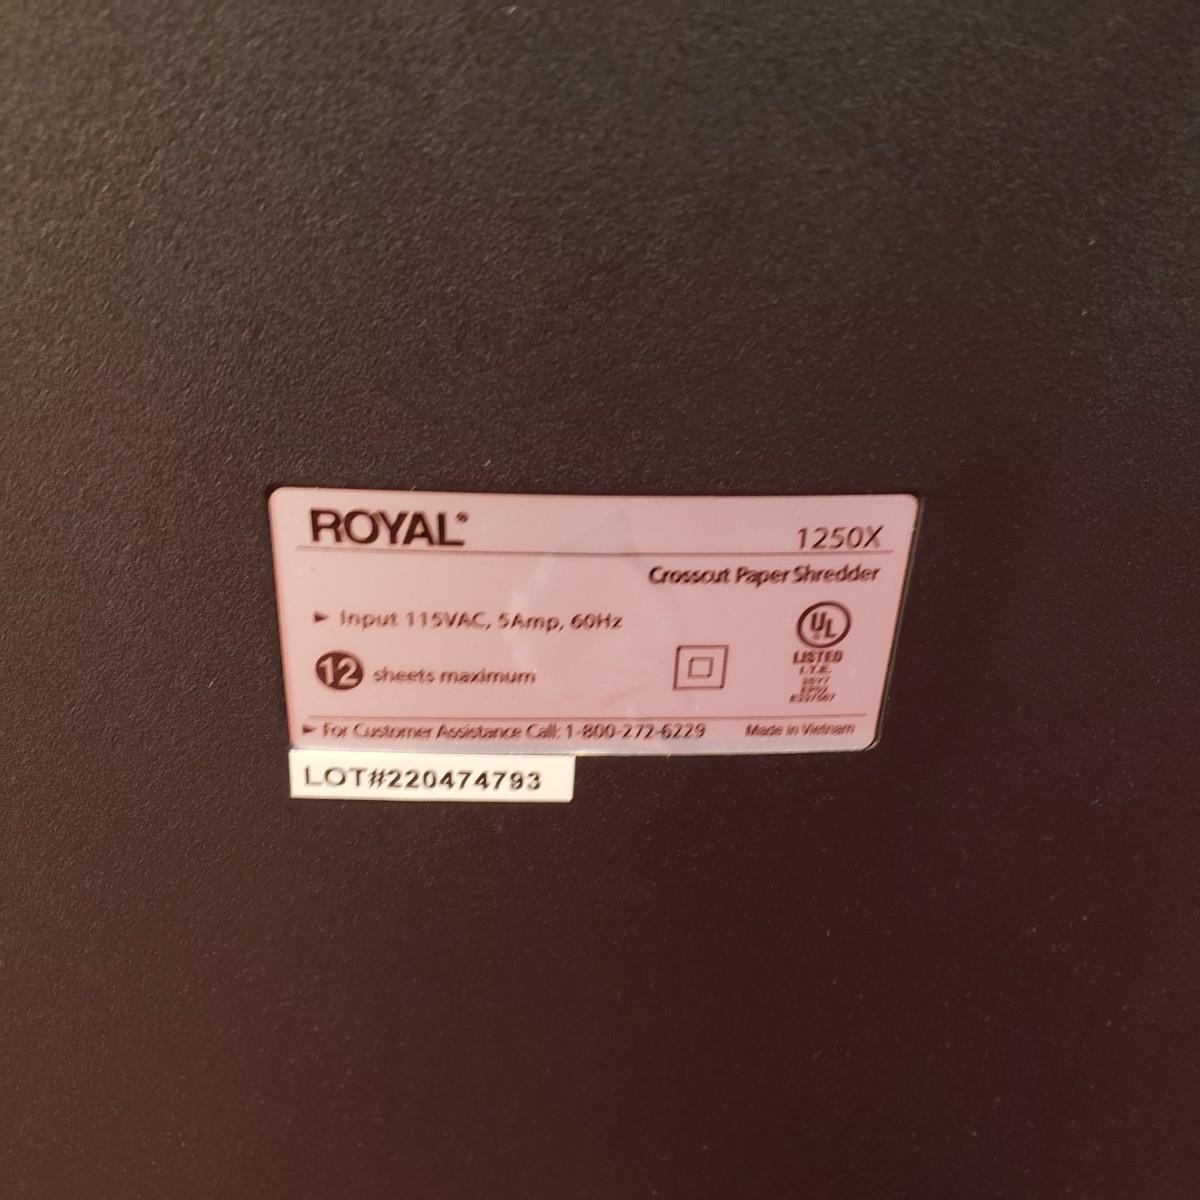 ROYAL®
1250X
Crosscut Paper Shredder
► Input 115VAC, 5Amp, 60Hz
12 sheets maximum
UL
LISTED
I.T.E.
► For Customer Assistance Call: 1-800-272-6229
Made in Vietnam
LOT#220474793